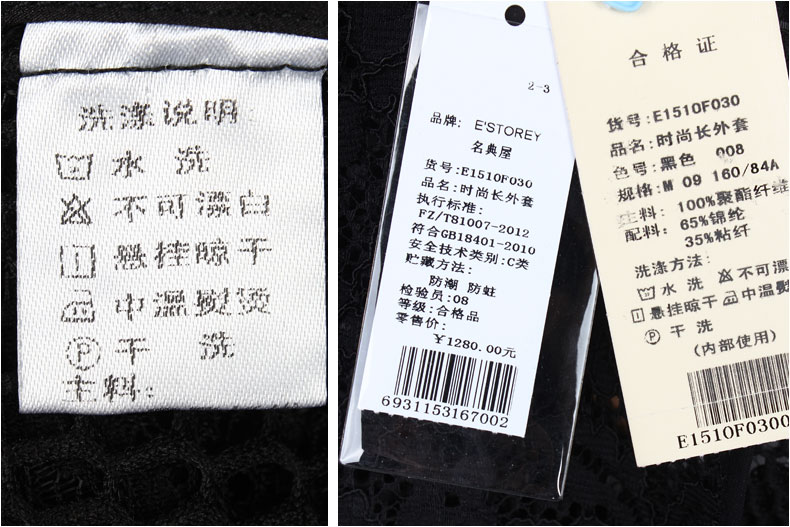 洗涤说明
水 洗
不可漂白
悬挂晾干
中温熨烫
P 干 洗
主料:
2-3
品牌: E'STOREY
名典屋
货号:E1510F030
品名:时尚长外套
执行标准:
FZ/T81007-2012
符合GB18401-2010
安全技术类别:C类
贮藏方法:
防潮 防蛀
检验员:08
等级:合格品
零售价:
￥1280.00元
6931153167002
合格证
货号:E1510F030
品名:时尚长外套
色号:黑色 008
规格:M 09 160/84A
主料: 100%聚酯纤维
配料: 65%锦纶
35%粘纤
洗涤方法:
水 洗 不可漂
悬挂晾干 中温熨
P 干 洗
(内部使用)
E1510F0300